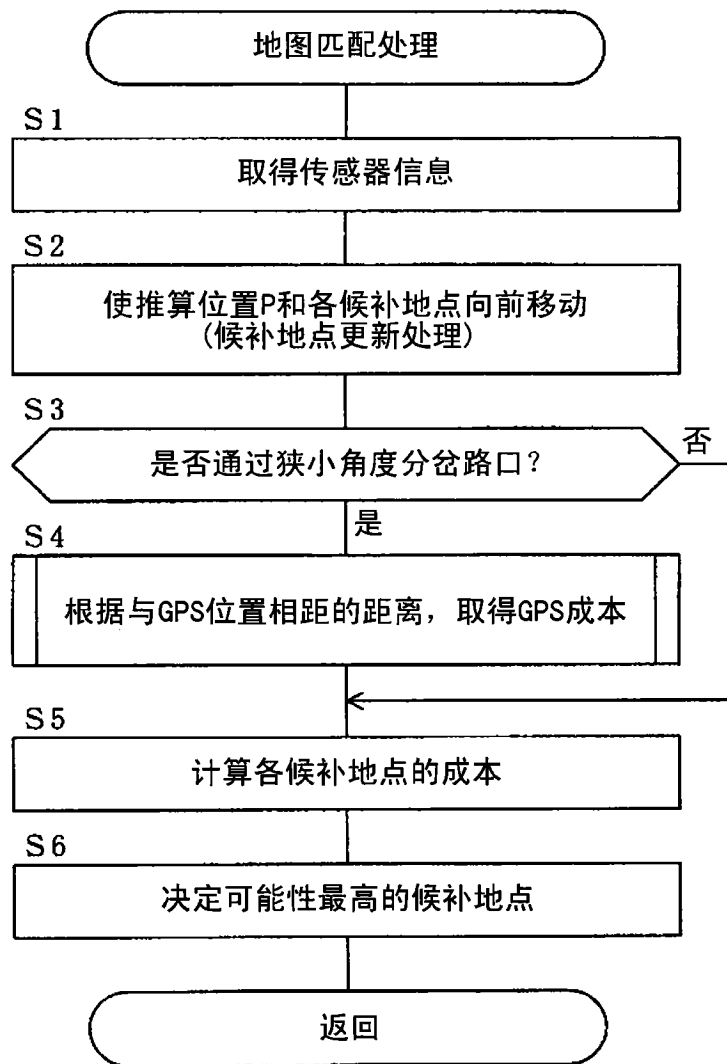 地图匹配处理
S1
取得传感器信息
S2
使推算位置P和各候补地点向前移动
(候补地点更新处理)
S3
是否通过狭小角度分岔路口?
否
是
S4
根据与GPS位置相距的距离，取得GPS成本
S5
计算各候补地点的成本
S6
决定可能性最高的候补地点
返回